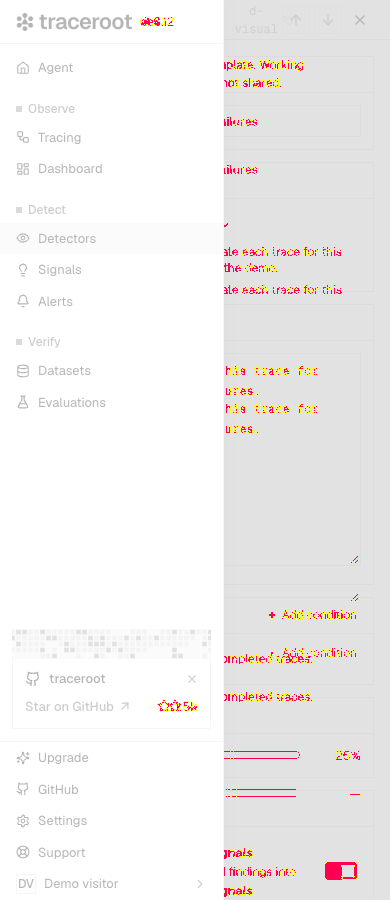 traceroot
d-
visual
Agent
plate. Working
not shared.
Observe
ailures
Tracing
Dashboard
ailures
Detect
Detectors
ate each trace for this
the demo.
Signals
ate each trace for this
Alerts
Verify
Datasets
his trace for
ures.
Evaluations
his trace for
ures.
+ Add condition
Add condition
ompleted traces.
traceroot
ompleted traces.
Star on GitHub
Upgrade
25%
GitHub
Settings
Support
gnals
d findings into
gnals
DV Demo visitor